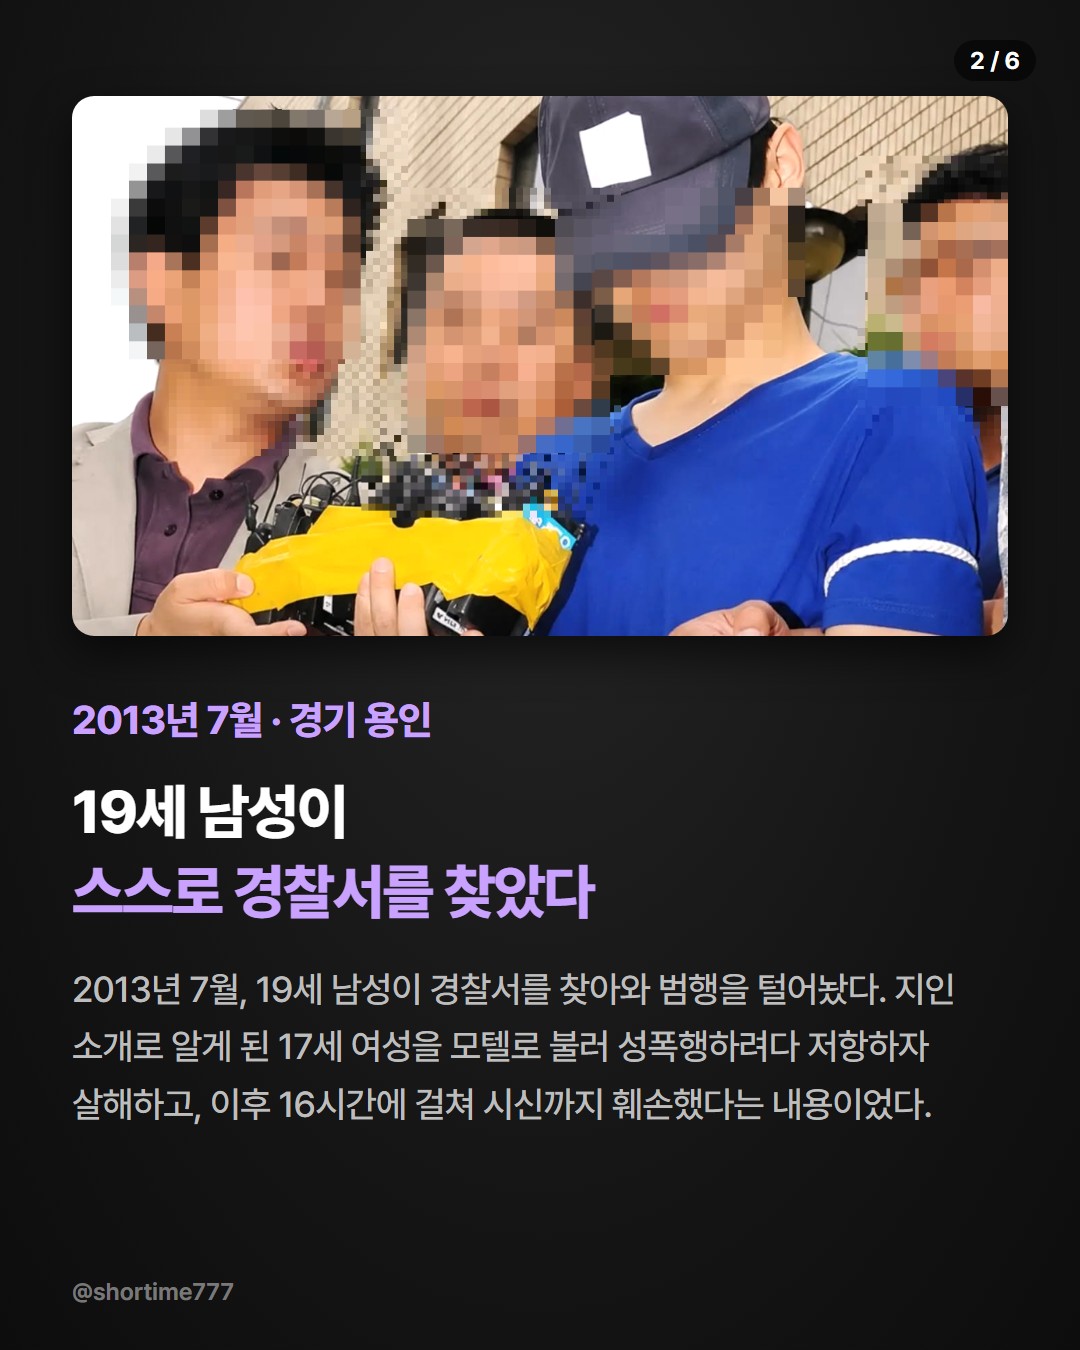 2 / 6
2013년 7월 · 경기 용인
19세 남성이
스스로 경찰서를 찾았다
2013년 7월, 19세 남성이 경찰서를 찾아와 범행을 털어놨다. 지인
소개로 알게 된 17세 여성을 모텔로 불러 성폭행하려다 저항하자
살해하고, 이후 16시간에 걸쳐 시신까지 훼손했다는 내용이었다.
@shortime777